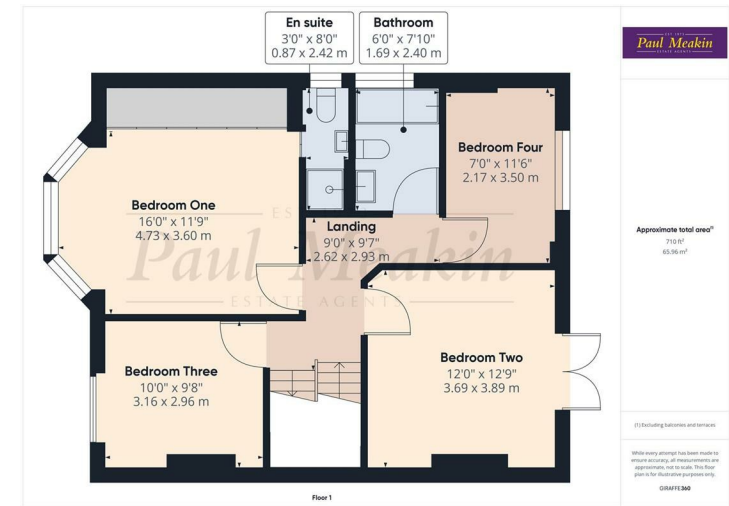 En suite
3'0" x 8'0"
0.87 x 2.42 m
Bathroom
6'0" x 7'10"
1.69 x 2.40 m
Bedroom One
16'0" x 11'9"
4.73 x 3.60 m
Bedroom Four
7'0" x 11'6"
2.17 x 3.50 m
Landing
9'0" x 9'7"
2.62 x 2.93 m
Paul Meakin
ESTATE AGENTS
Bedroom Three
10'0" x 9'8"
3.16 x 2.96 m
Bedroom Two
12'0" x 12'9"
3.69 x 3.89 m
Floor 1
Paul Meakin
ESTATE AGENTS
Approximate total area⁽¹⁾
710 ft²
65.96 m²
(1) Excluding balconies and terraces
While every attempt has been made to
ensure accuracy, all measurements are
approximate, not to scale. This floor
plan is for illustrative purposes only.
GIRAFFE360